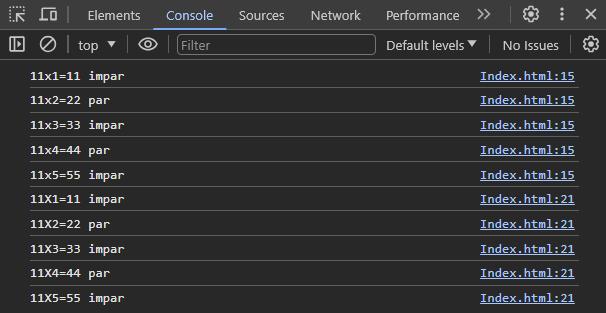 Elements Console Sources Network Performance
top Filter Default levels No Issues
11x1=11 impar Index.html:15
11x2=22 par Index.html:15
11x3=33 impar Index.html:15
11x4=44 par Index.html:15
11x5=55 impar Index.html:15
11X1=11 impar Index.html:21
11X2=22 par Index.html:21
11X3=33 impar Index.html:21
11X4=44 par Index.html:21
11X5=55 impar Index.html:21